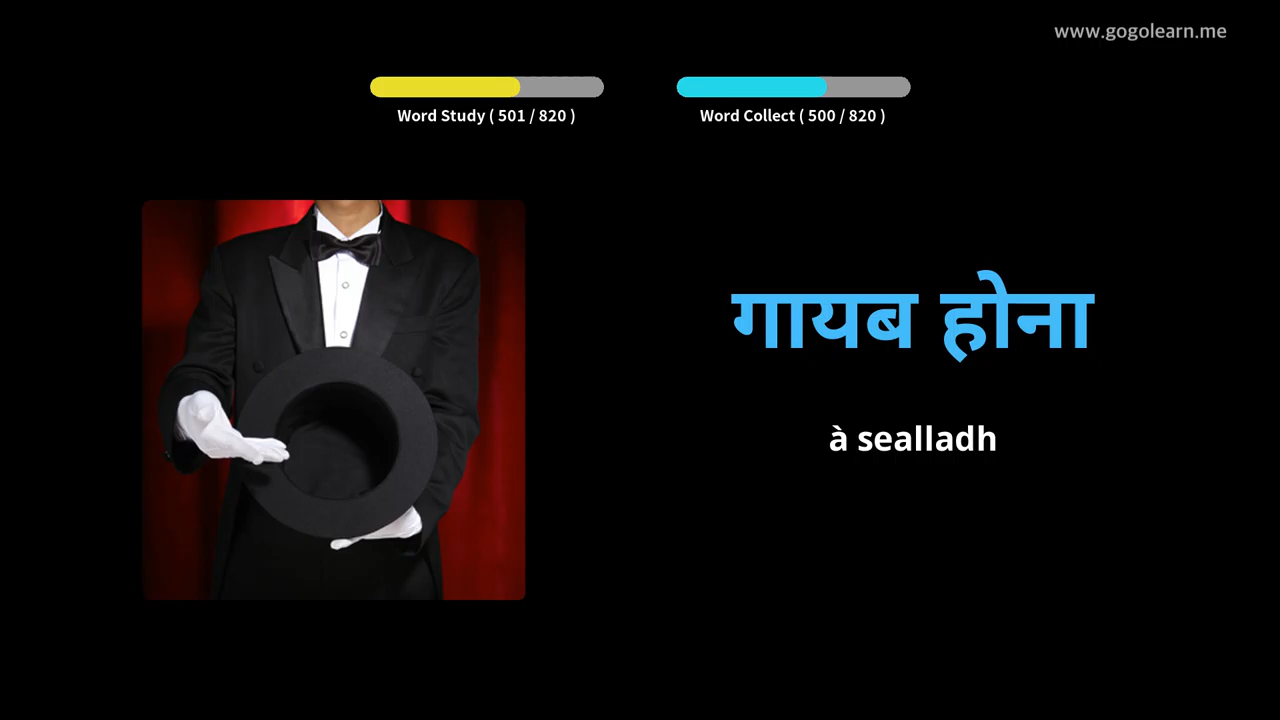 www.gogolearn.me
Word Study ( 501 / 820 )
Word Collect ( 500 / 820 )
गायब होना
à sealladh